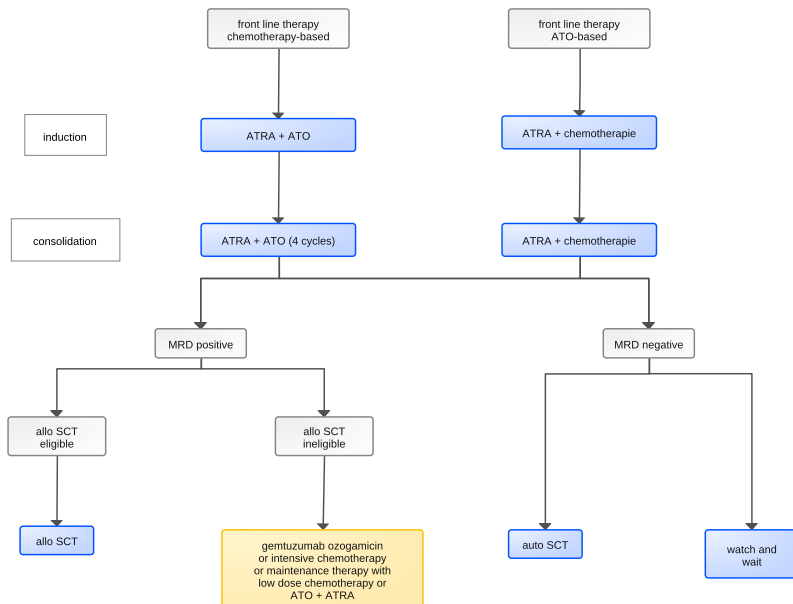 front line therapy
chemotherapy-based
front line therapy
ATO-based
induction
ATRA + ATO
ATRA + chemotherapie
consolidation
ATRA + ATO (4 cycles)
ATRA + chemotherapie
MRD positive
MRD negative
allo SCT
eligible
allo SCT
ineligible
allo SCT
gemtuzumab ozogamicin
or intensive chemotherapy
or maintenance therapy with
low dose chemotherapy or
ATO + ATRA
auto SCT
watch and
wait